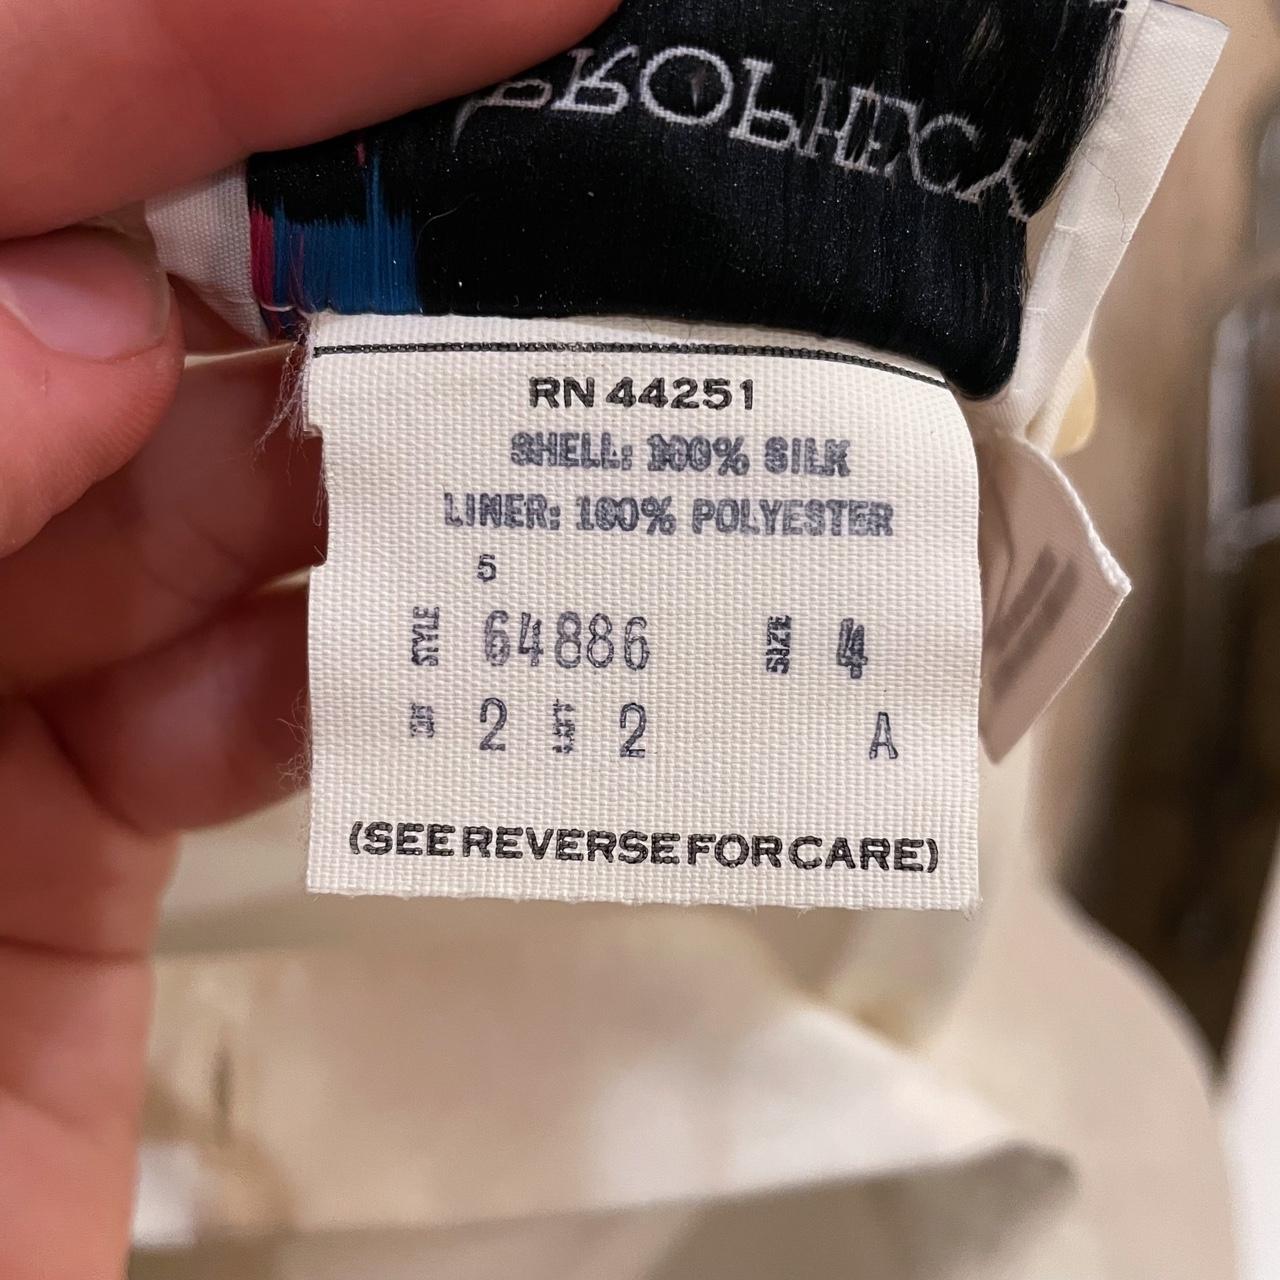 PROPHECY
RN 44251
SHELL: 100% SILK
LINER: 100% POLYESTER
5
STYLE 64886 SIZE 4
2 2 A
(SEE REVERSE FOR CARE)